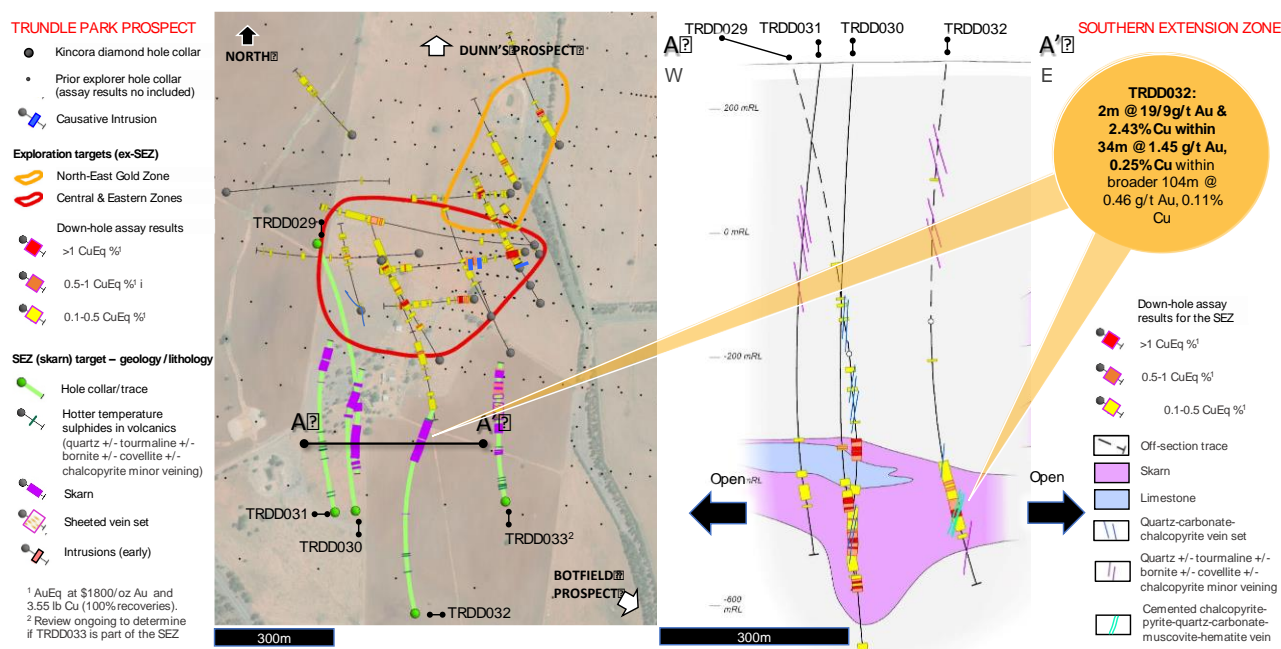 TRUNDLE PARK PROSPECT
Kincora diamond hole collar
Prior explorer hole collar
(assay results no included)
Causative Intrusion
Exploration targets (ex-SEZ)
North-East Gold Zone
Central & Eastern Zones
Down-hole assay results
>1 CuEq %¹
0.5-1 CuEq %¹ i
0.1-0.5 CuEq %¹
SEZ (skarn) target – geology/lithology
Hole collar/trace
Hotter temperature
sulphides in volcanics
(quartz +/- tourmaline +/-
bornite +/- covellite +/-
chalcopyrite minor veining)
Skarn
Sheeted vein set
Intrusions (early)
¹ AuEq at $1800/oz Au and
3.55 lb Cu (100% recoveries).
² Review ongoing to determine
if TRDD033 is part of the SEZ
NORTH
DUNN'S PROSPECT
TRDD029
A
A'
TRDD031
TRDD030
TRDD033²
TRDD032
BOTFIELD
PROSPECT
300m
TRDD029
TRDD031
TRDD030
TRDD032
A
W
A'
E
200 mRL
0 mRL
-200 mRL
-600
mRL
Open
Open
300m
SOUTHERN EXTENSION ZONE
TRDD032:
2m @ 19/9g/t Au &
2.43% Cu within
34m @ 1.45 g/t Au,
0.25% Cu within
broader 104m @
0.46 g/t Au, 0.11%
Cu
Down-hole assay
results for the SEZ
>1 CuEq %¹
0.5-1 CuEq %¹
0.1-0.5 CuEq %¹
Off-section trace
Skarn
Limestone
Quartz-carbonate-
chalcopyrite vein set
Quartz +/- tourmaline +/-
bornite +/- covellite +/-
chalcopyrite minor veining
Cemented chalcopyrite-
pyrite-quartz-carbonate-
muscovite-hematite vein